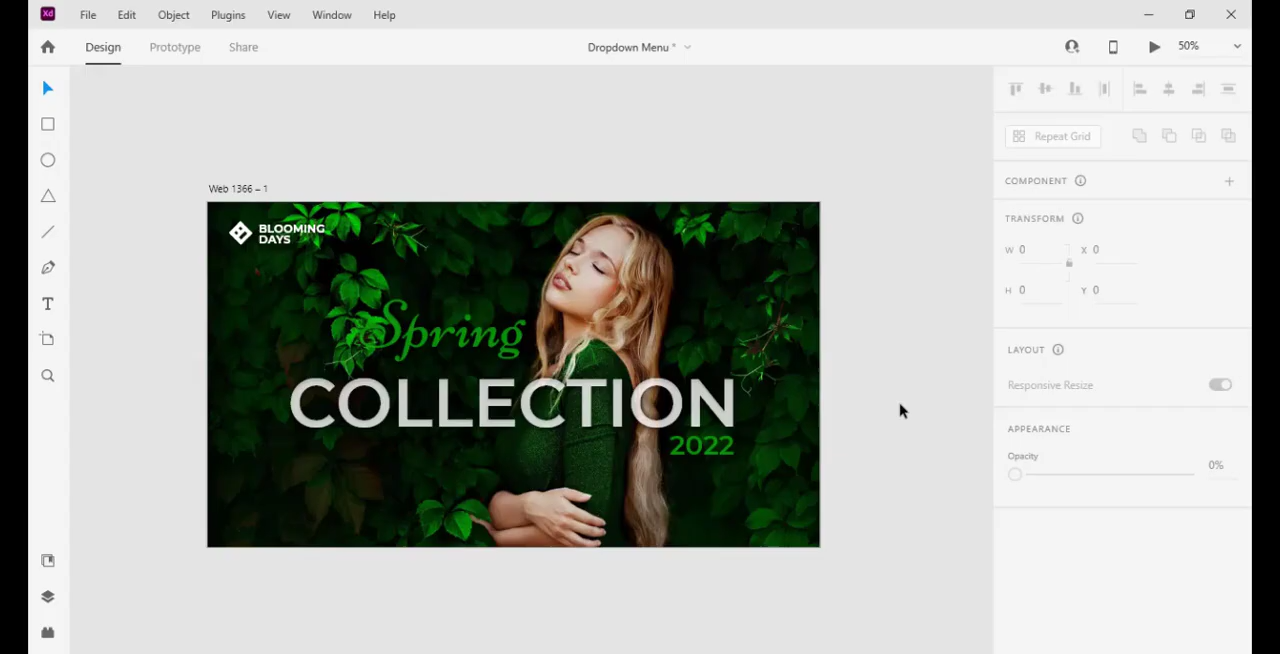 Xd File Edit Object Plugins View Window Help
Design Prototype Share Dropdown Menu * 50%
Repeat Grid
COMPONENT
TRANSFORM
W 0 X 0
H 0 Y 0
LAYOUT
Responsive Resize
APPEARANCE
Opacity
0%
T
Web 1366 – 1
BLOOMING
DAYS
Spring
COLLECTION
2022